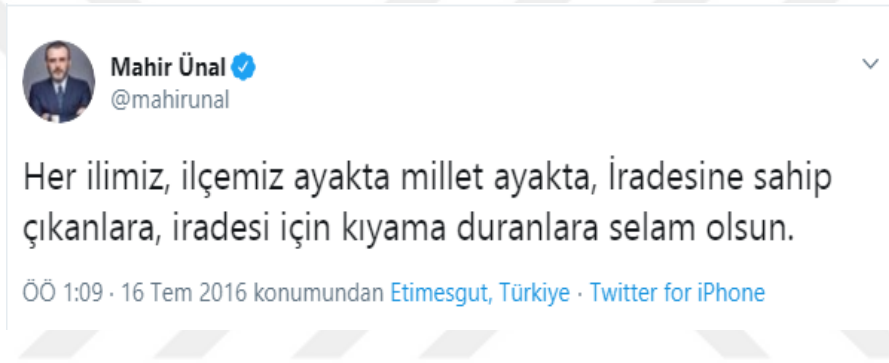 Mahir Ünal
@mahirunal
Her ilimiz, ilçemiz ayakta millet ayakta, İradesine sahip
çıkanlara, iradesi için kıyama duranlara selam olsun.
ÖÖ 1:09 · 16 Tem 2016 konumundan Etimesgut, Türkiye · Twitter for iPhone